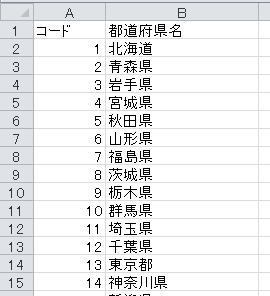 A B
1 コード 都道府県名
2 1 北海道
3 2 青森県
4 3 岩手県
5 4 宮城県
6 5 秋田県
7 6 山形県
8 7 福島県
9 8 茨城県
10 9 栃木県
11 10 群馬県
12 11 埼玉県
13 12 千葉県
14 13 東京都
15 14 神奈川県